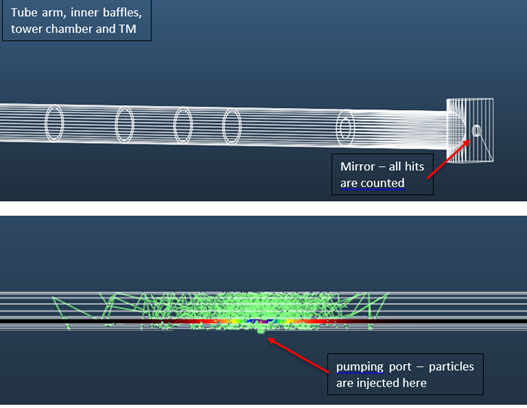 Tube arm, inner baffles,
tower chamber and TM
Mirror – all hits
are counted
pumping port – particles
are injected here